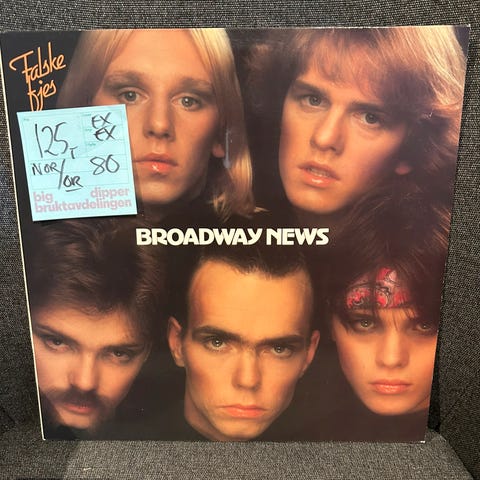 Falske
fjes
125,-
EX
EX
NOR/OR 80
big dipper
bruktavdelingen
BROADWAY NEWS